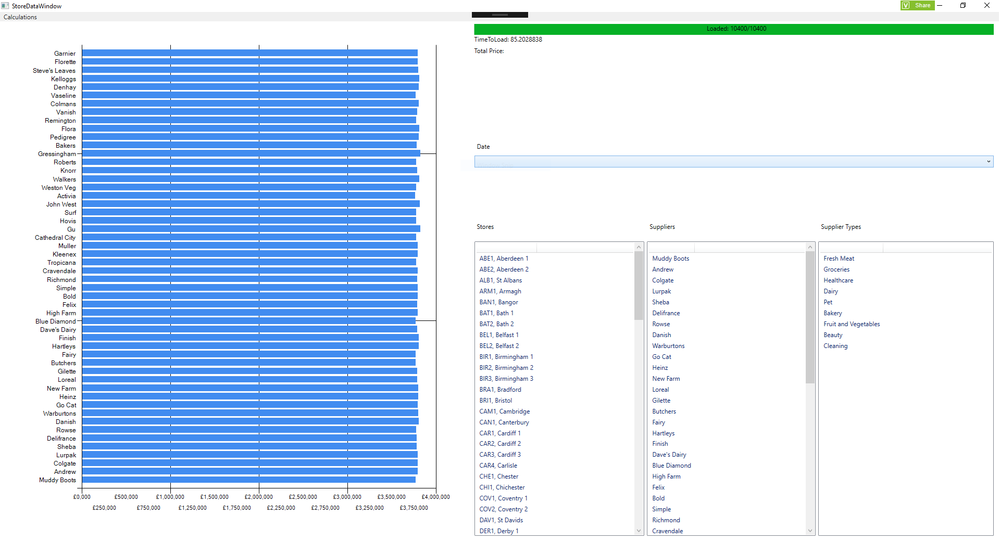 StoreDataWindow
V Share
Calculations
Loaded: 10400/10400
TimeToLoad: 85.2028838
Total Price:
Garnier
Florette
Steve's Leaves
Kelloggs
Denhay
Vaseline
Colmans
Vanish
Remington
Flora
Pedigree
Bakers
Gressingham
Roberts
Knorr
Walkers
Weston Veg
Activia
John West
Surf
Hovis
Gu
Cathedral City
Muller
Kleenex
Tropicana
Cravendale
Richmond
Simple
Bold
Felix
High Farm
Blue Diamond
Dave's Dairy
Finish
Hartleys
Fairy
Butchers
Gilette
Loreal
New Farm
Heinz
Go Cat
Warburtons
Danish
Rowse
Delifrance
Sheba
Lurpak
Colgate
Andrew
Muddy Boots
£0,000 £500,000 £1,000,000 £1,500,000 £2,000,000 £2,500,000 £3,000,000 £3,500,000 £4,000,000
£250,000 £750,000 £1,250,000 £1,750,000 £2,250,000 £2,750,000 £3,250,000 £3,750,000
Date
Stores
ABE1, Aberdeen 1
ABE2, Aberdeen 2
ALB1, St Albans
ARM1, Armagh
BAN1, Bangor
BAT1, Bath 1
BAT2, Bath 2
BEL1, Belfast 1
BEL2, Belfast 2
BIR1, Birmingham 1
BIR2, Birmingham 2
BIR3, Birmingham 3
BRA1, Bradford
BRI1, Bristol
CAM1, Cambridge
CAN1, Canterbury
CAR1, Cardiff 1
CAR2, Cardiff 2
CAR3, Cardiff 3
CAR4, Carlisle
CHE1, Chester
CHI1, Chichester
COV1, Coventry 1
COV2, Coventry 2
DAV1, St Davids
DER1, Derby 1
Suppliers
Muddy Boots
Andrew
Colgate
Lurpak
Sheba
Delifrance
Rowse
Danish
Warburtons
Go Cat
Heinz
New Farm
Loreal
Gilette
Butchers
Fairy
Hartleys
Finish
Dave's Dairy
Blue Diamond
High Farm
Felix
Bold
Simple
Richmond
Cravendale
Supplier Types
Fresh Meat
Groceries
Healthcare
Dairy
Pet
Bakery
Fruit and Vegetables
Beauty
Cleaning